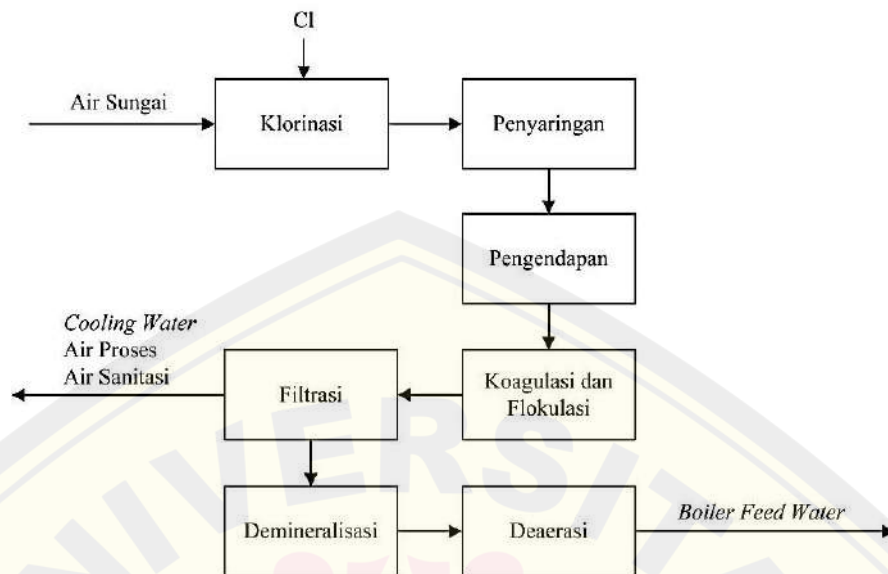 Cl
Air Sungai
Klorinasi
Penyaringan
Pengendapan
Koagulasi dan
Flokulasi
Filtrasi
Cooling Water
Air Proses
Air Sanitasi
Demineralisasi
Deaerasi
Boiler Feed Water
UNIVERSITA